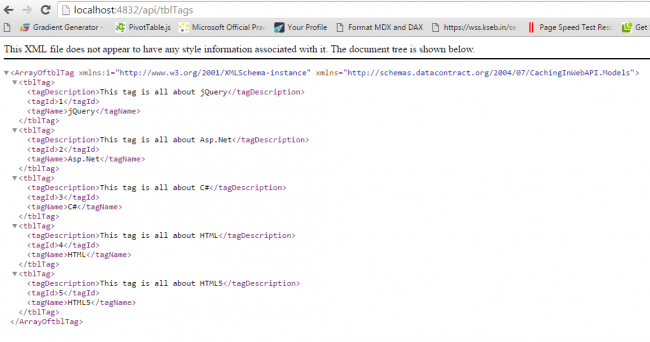 localhost:4832/api/tblTags
Gradient Generator - PivotTable.js Microsoft Official Prac Your Profile Format MDX and DAX https://wss.kseb.in/se Page Speed Test Resu Get
This XML file does not appear to have any style information associated with it. The document tree is shown below.
▼<ArrayOftblTag xmlns:i="http://www.w3.org/2001/XMLSchema-instance" xmlns="http://schemas.datacontract.org/2004/07/CachingInWebAPI.Models">
▼<tblTag>
<tagDescription>This tag is all about jQuery</tagDescription>
<tagId>1</tagId>
<tagName>jQuery</tagName>
</tblTag>
▼<tblTag>
<tagDescription>This tag is all about Asp.Net</tagDescription>
<tagId>2</tagId>
<tagName>Asp.Net</tagName>
</tblTag>
▼<tblTag>
<tagDescription>This tag is all about C#</tagDescription>
<tagId>3</tagId>
<tagName>C#</tagName>
</tblTag>
▼<tblTag>
<tagDescription>This tag is all about HTML</tagDescription>
<tagId>4</tagId>
<tagName>HTML</tagName>
</tblTag>
▼<tblTag>
<tagDescription>This tag is all about HTML5</tagDescription>
<tagId>5</tagId>
<tagName>HTML5</tagName>
</tblTag>
</ArrayOftblTag>